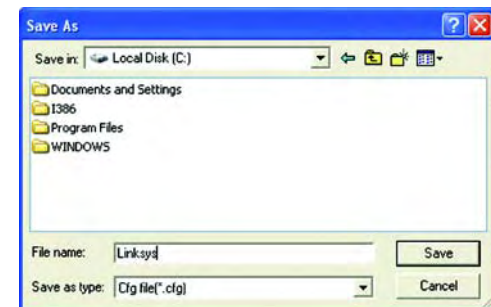 Save As
Save in: Local Disk (C:)
Documents and Settings
I386
Program Files
WINDOWS
File name: Linksys Save
Save as type: Cfg file(*.cfg) Cancel